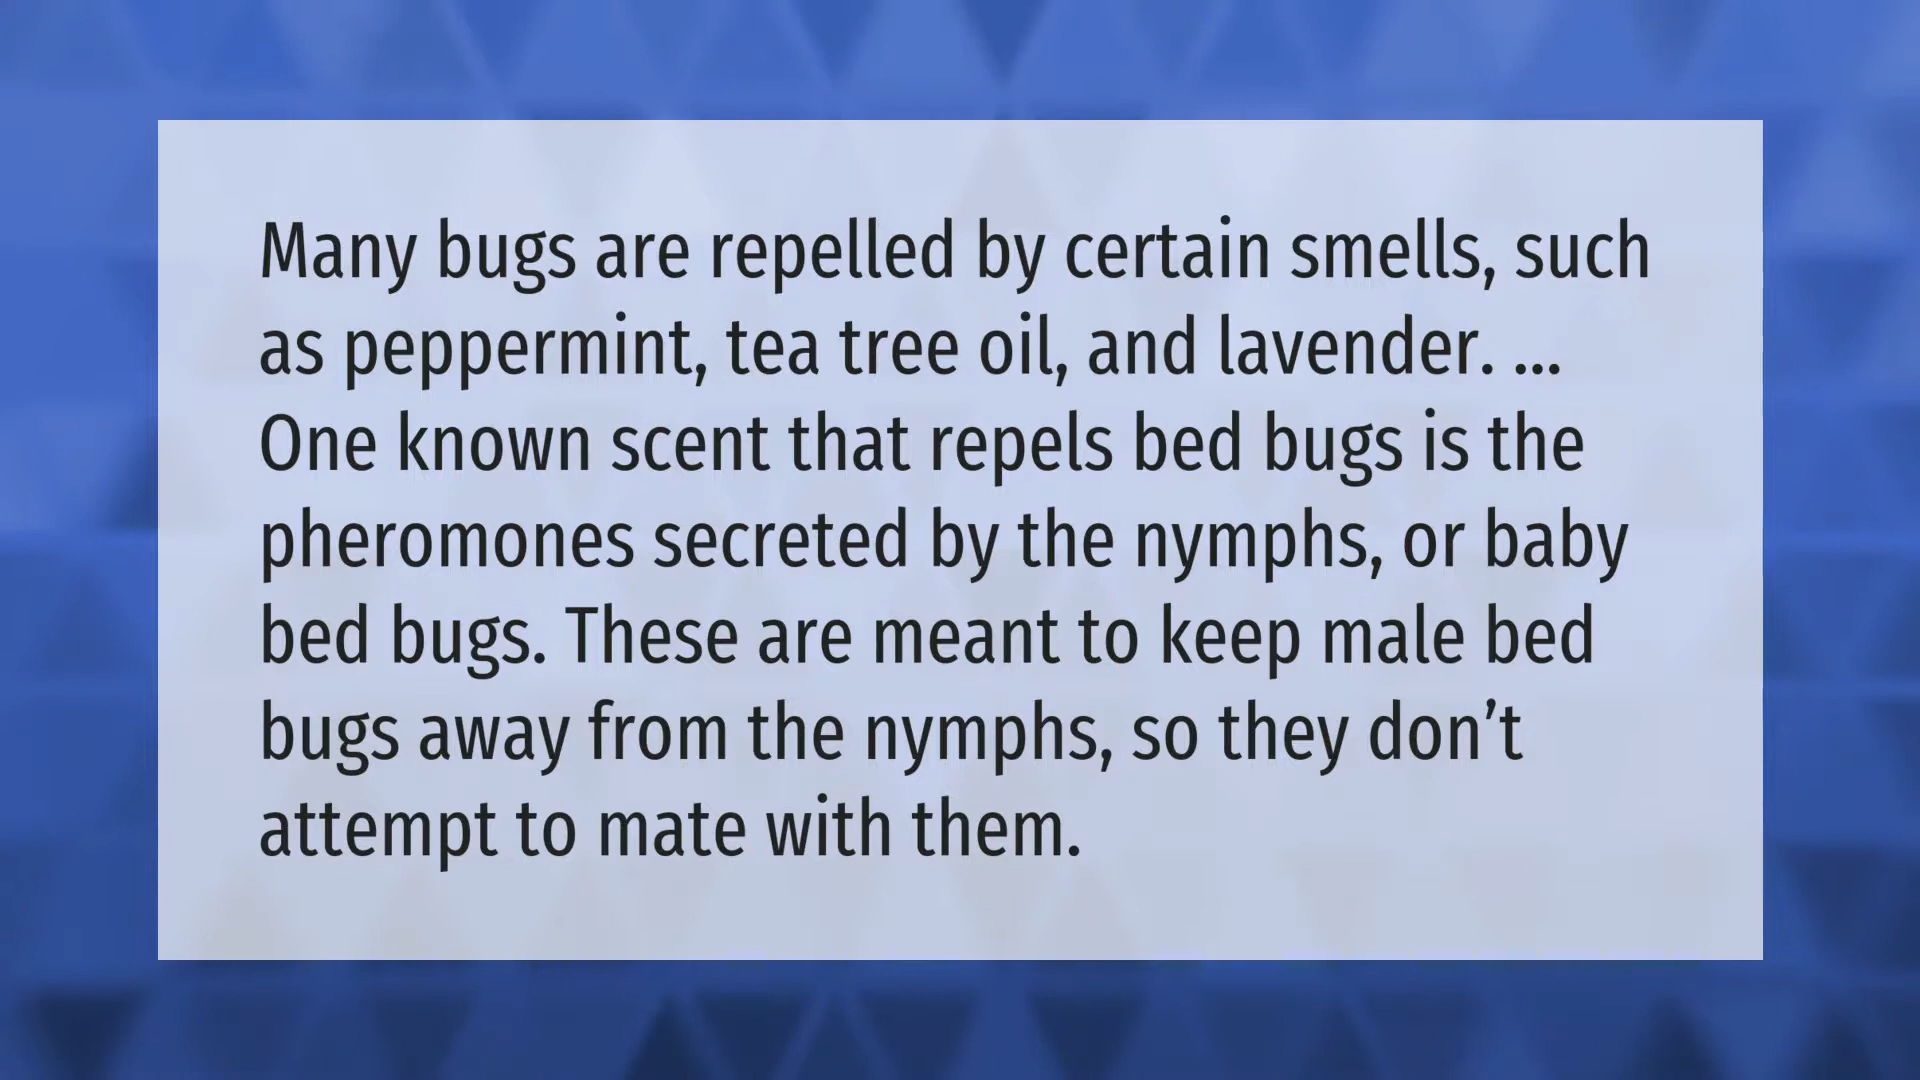 Many bugs are repelled by certain smells, such
as peppermint, tea tree oil, and lavender. ...
One known scent that repels bed bugs is the
pheromones secreted by the nymphs, or baby
bed bugs. These are meant to keep male bed
bugs away from the nymphs, so they don’t
attempt to mate with them.